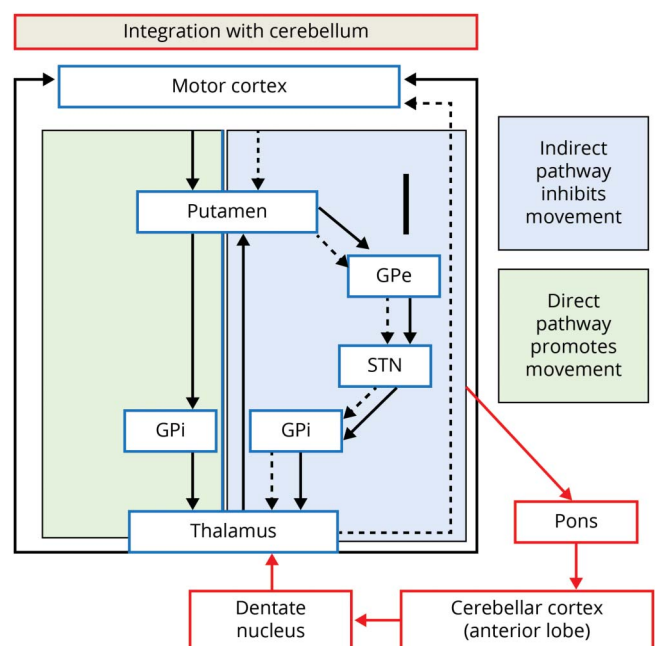 Integration with cerebellum
Motor cortex
Indirect
pathway
inhibits
movement
Putamen
GPe
Direct
pathway
promotes
movement
STN
GPi
GPi
Thalamus
Pons
Dentate
nucleus
Cerebellar cortex
(anterior lobe)